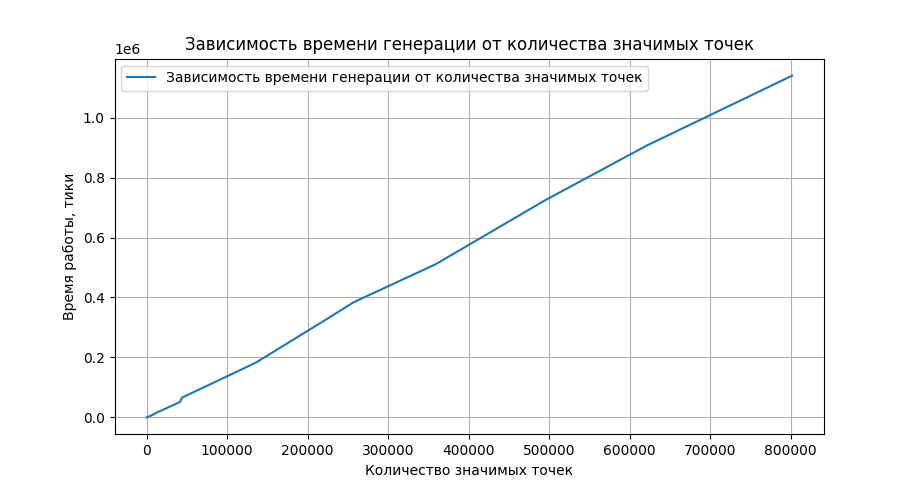 Зависимость времени генерации от количества значимых точек
1e6
Зависимость времени генерации от количества значимых точек
1.0
0.8
0.6
0.4
0.2
0.0
Время работы, тики
0 100000 200000 300000 400000 500000 600000 700000 800000
Количество значимых точек